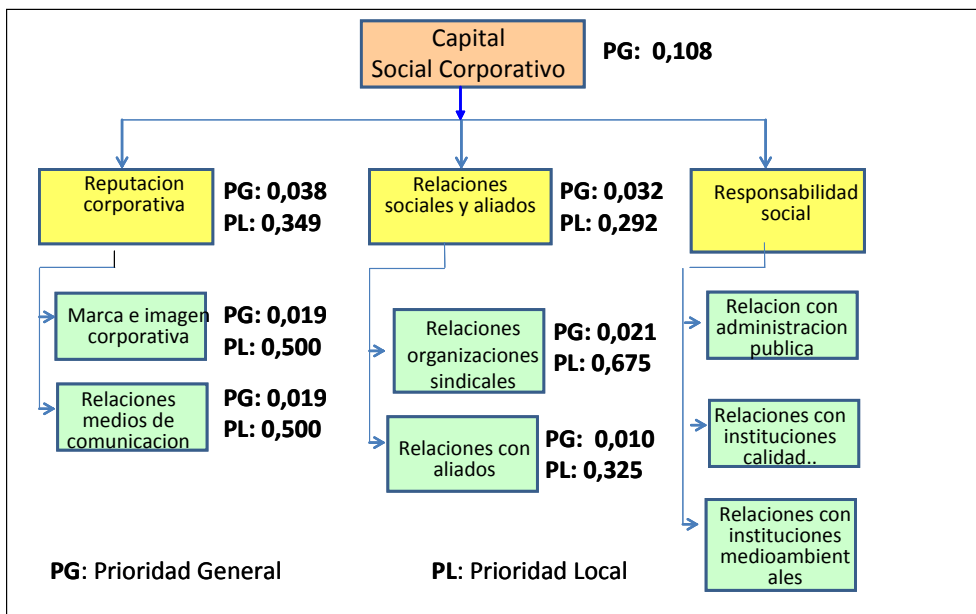 Capital
Social Corporativo
PG: 0,108
Reputacion
corporativa
PG: 0,038
PL: 0,349
Relaciones
sociales y aliados
PG: 0,032
PL: 0,292
Responsabilidad
social
Marca e imagen
corporativa
PG: 0,019
PL: 0,500
Relaciones
medios de
comunicacion
PG: 0,019
PL: 0,500
Relaciones
organizaciones
sindicales
PG: 0,021
PL: 0,675
Relaciones con
aliados
PG: 0,010
PL: 0,325
Relacion con
administracion
publica
Relaciones con
instituciones
calidad..
Relaciones con
instituciones
medioambient
ales
PG: Prioridad General
PL: Prioridad Local